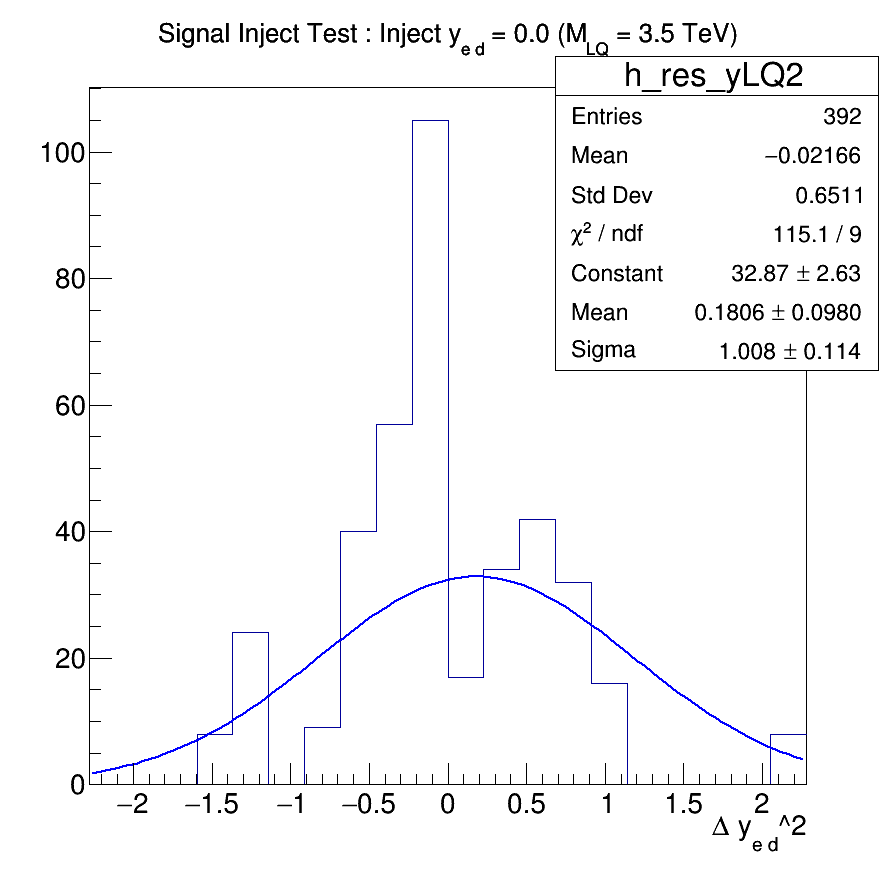 Signal Inject Test : Inject y_{e d} = 0.0 (M_{LQ} = 3.5 TeV)
h_res_yLQ2
Entries 392
Mean −0.02166
Std Dev 0.6511
χ² / ndf 115.1 / 9
Constant 32.87 ± 2.63
Mean 0.1806 ± 0.0980
Sigma 1.008 ± 0.114
100
80
60
40
20
0
−2 −1.5 −1 −0.5 0 0.5 1 1.5 2
Δ y_{e d}^2